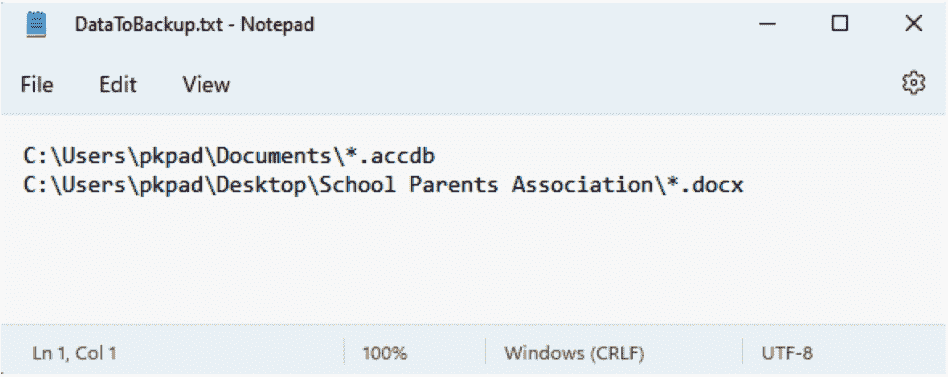 DataToBackup.txt - Notepad
File Edit View
C:\Users\pkpad\Documents\*.accdb
C:\Users\pkpad\Desktop\School Parents Association\*.docx
Ln 1, Col 1 100% Windows (CRLF) UTF-8